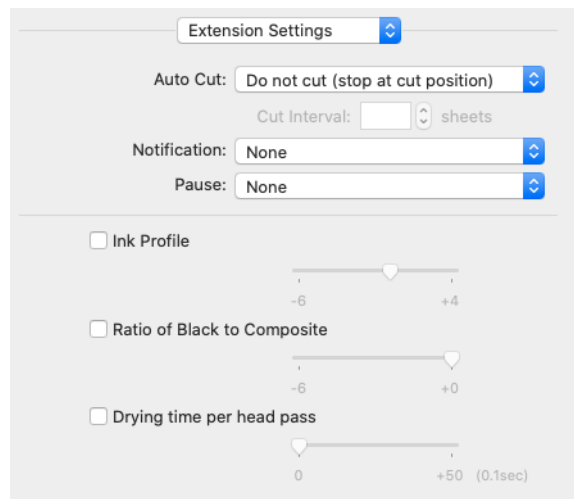 Extension Settings
Auto Cut: Do not cut (stop at cut position)
Cut Interval: sheets
Notification: None
Pause: None
Ink Profile
-6 +4
Ratio of Black to Composite
-6 +0
Drying time per head pass
0 +50 (0.1sec)